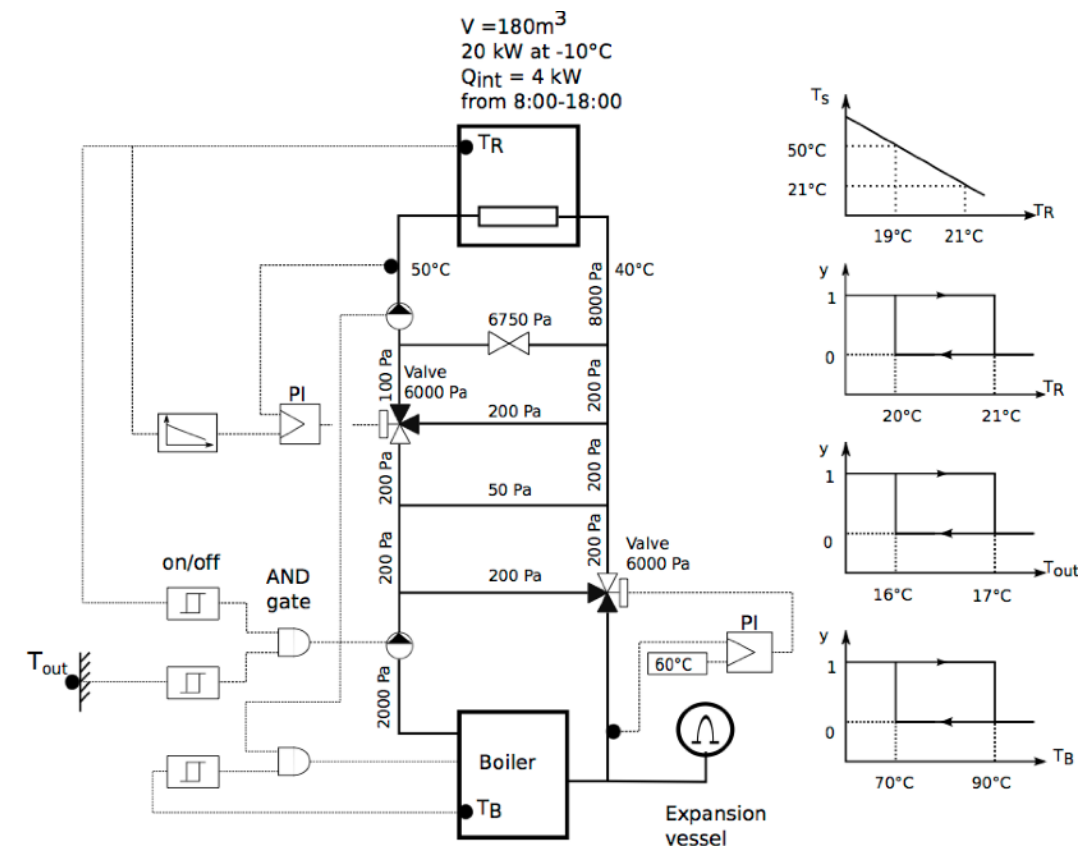 V =180m³
20 kW at -10°C
Qint = 4 kW
from 8:00-18:00
TR
50°C
40°C
8000 Pa
6750 Pa
100 Pa
Valve
6000 Pa
200 Pa
200 Pa
PI
200 Pa
200 Pa
50 Pa
200 Pa
200 Pa
200 Pa
Valve
6000 Pa
on/off
AND
gate
Tout
2000 Pa
PI
60°C
Boiler
TB
Expansion
vessel
Ts
50°C
21°C
19°C
21°C
TR
y
1
0
20°C
21°C
TR
y
1
0
16°C
17°C
Tout
y
1
0
70°C
90°C
TB